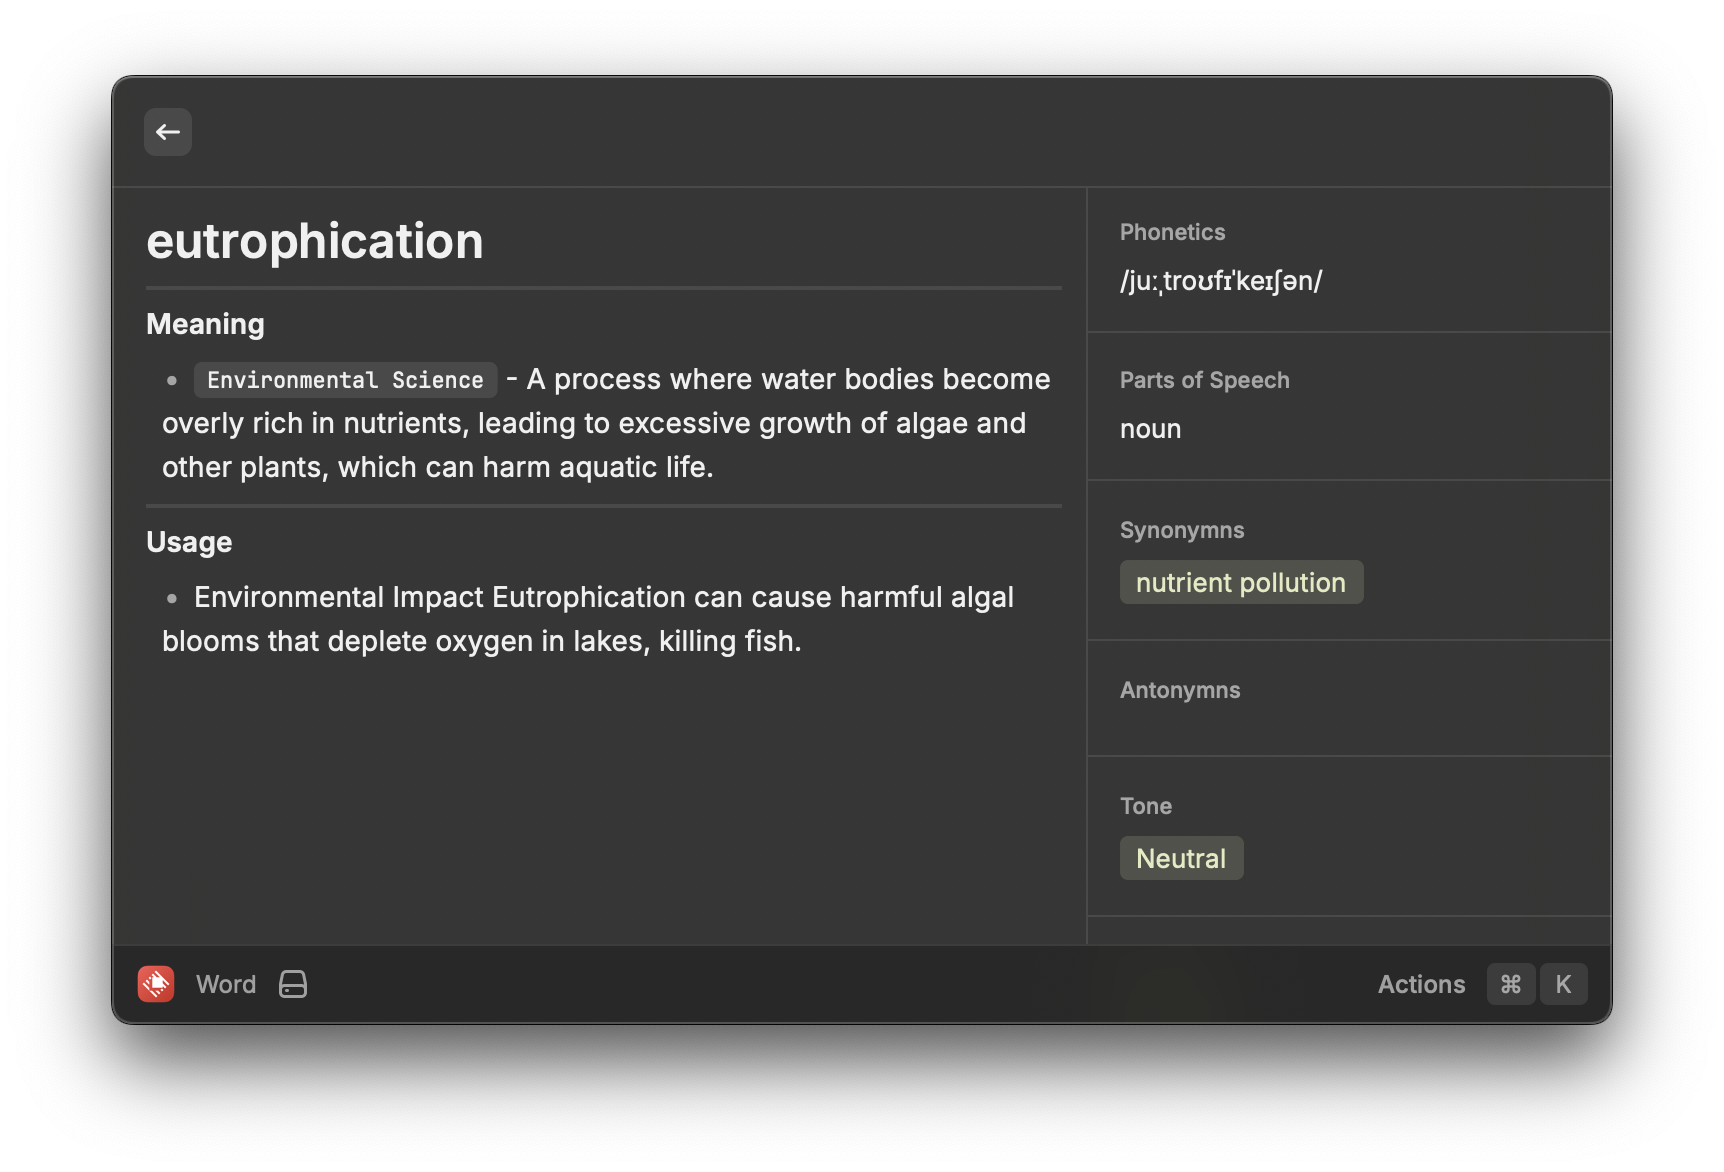 eutrophication
Meaning
• Environmental Science - A process where water bodies become
overly rich in nutrients, leading to excessive growth of algae and
other plants, which can harm aquatic life.
Usage
• Environmental Impact Eutrophication can cause harmful algal
blooms that deplete oxygen in lakes, killing fish.
Phonetics
/juːˌtroʊfɪˈkeɪʃən/
Parts of Speech
noun
Synonymns
nutrient pollution
Antonymns
Tone
Neutral
Word
Actions ⌘ K